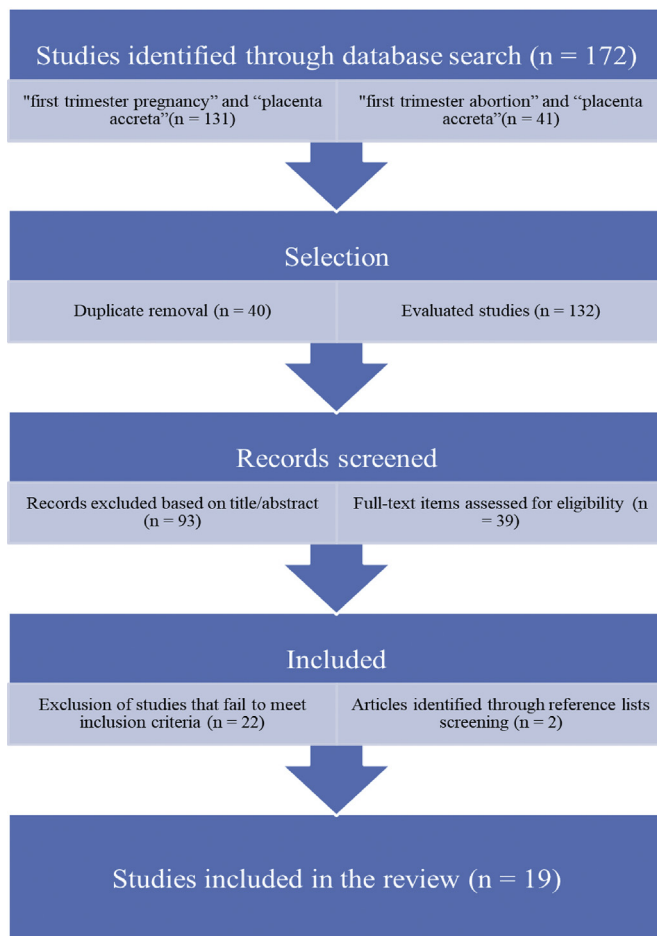 Studies identified through database search (n = 172)
"first trimester pregnancy” and “placenta
accreta”(n = 131)
"first trimester abortion” and “placenta
accreta”(n = 41)
Selection
Duplicate removal (n = 40)
Evaluated studies (n = 132)
Records screened
Records excluded based on title/abstract
(n = 93)
Full-text items assessed for eligibility (n
= 39)
Included
Exclusion of studies that fail to meet
inclusion criteria (n = 22)
Articles identified through reference lists
screening (n = 2)
Studies included in the review (n = 19)